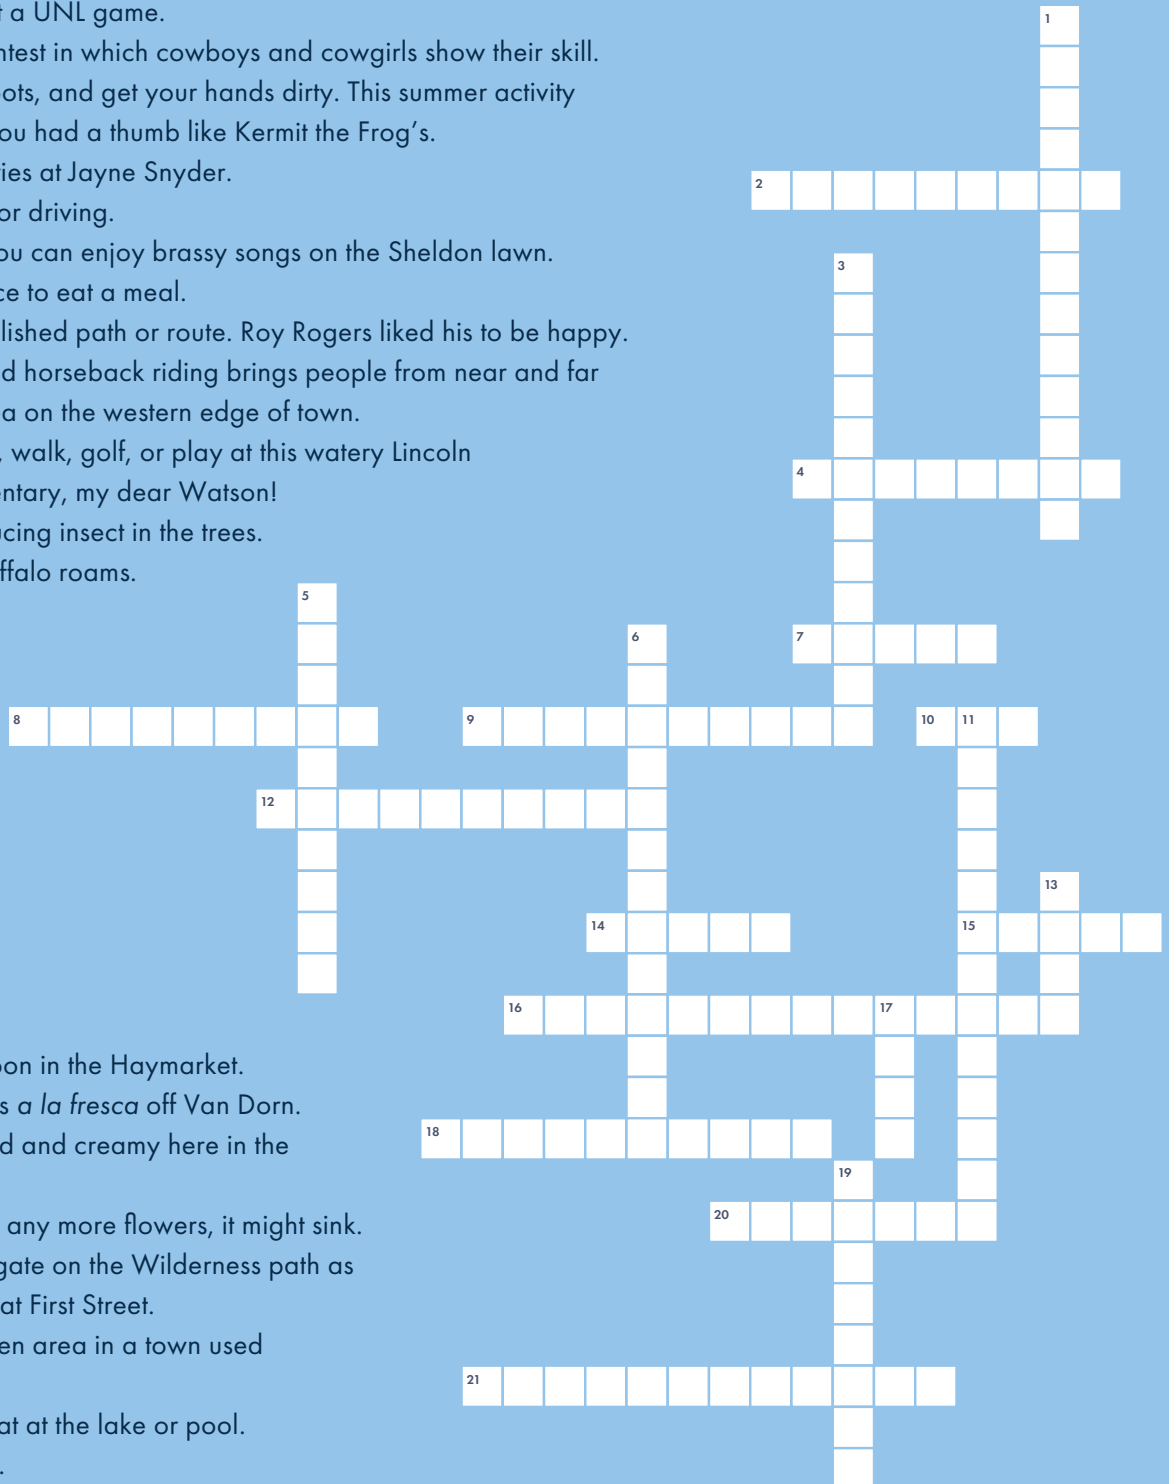 t a UNL game.
1
ntest in which cowboys and cowgirls show their skill.
ots, and get your hands dirty. This summer activity
ou had a thumb like Kermit the Frog's.
ies at Jayne Snyder.
2
or driving.
ou can enjoy brassy songs on the Sheldon lawn.
3
ce to eat a meal.
lished path or route. Roy Rogers liked his to be happy.
d horseback riding brings people from near and far
a on the western edge of town.
, walk, golf, or play at this watery Lincoln
4
entary, my dear Watson!
ucing insect in the trees.
ffalo roams.
5
6
7
8
9
10
11
12
13
14
15
16
17
oon in the Haymarket.
s a la fresca off Van Dorn.
18
d and creamy here in the
19
20
any more flowers, it might sink.
gate on the Wilderness path as
at First Street.
en area in a town used
21
at at the lake or pool.
.